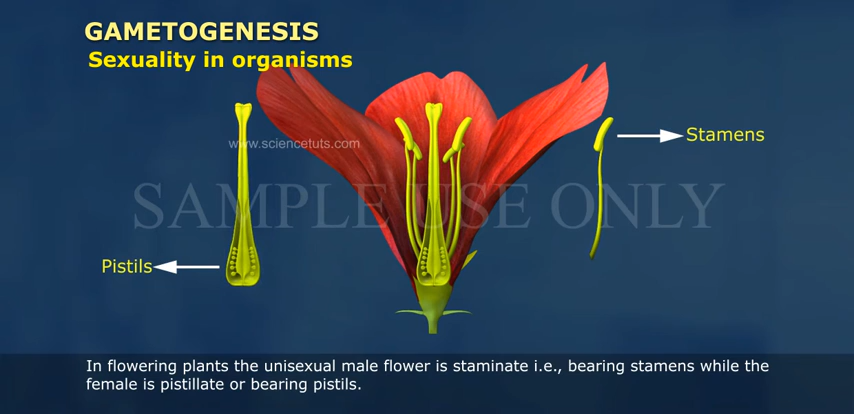 GAMETOGENESIS
Sexuality in organisms
www.sciencetuts.com
Stamens
SAMPLE USE ONLY
Pistils
In flowering plants the unisexual male flower is staminate i.e., bearing stamens while the
female is pistillate or bearing pistils.